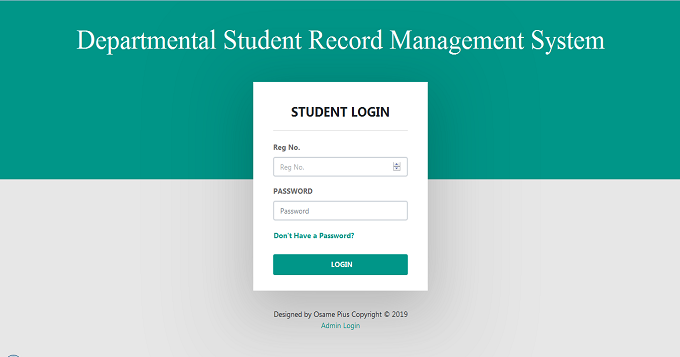 Departmental Student Record Management System
STUDENT LOGIN
Reg No.
Reg No.
PASSWORD
Password
Don't Have a Password?
LOGIN
Designed by Osame Pius Copyright © 2019
Admin Login